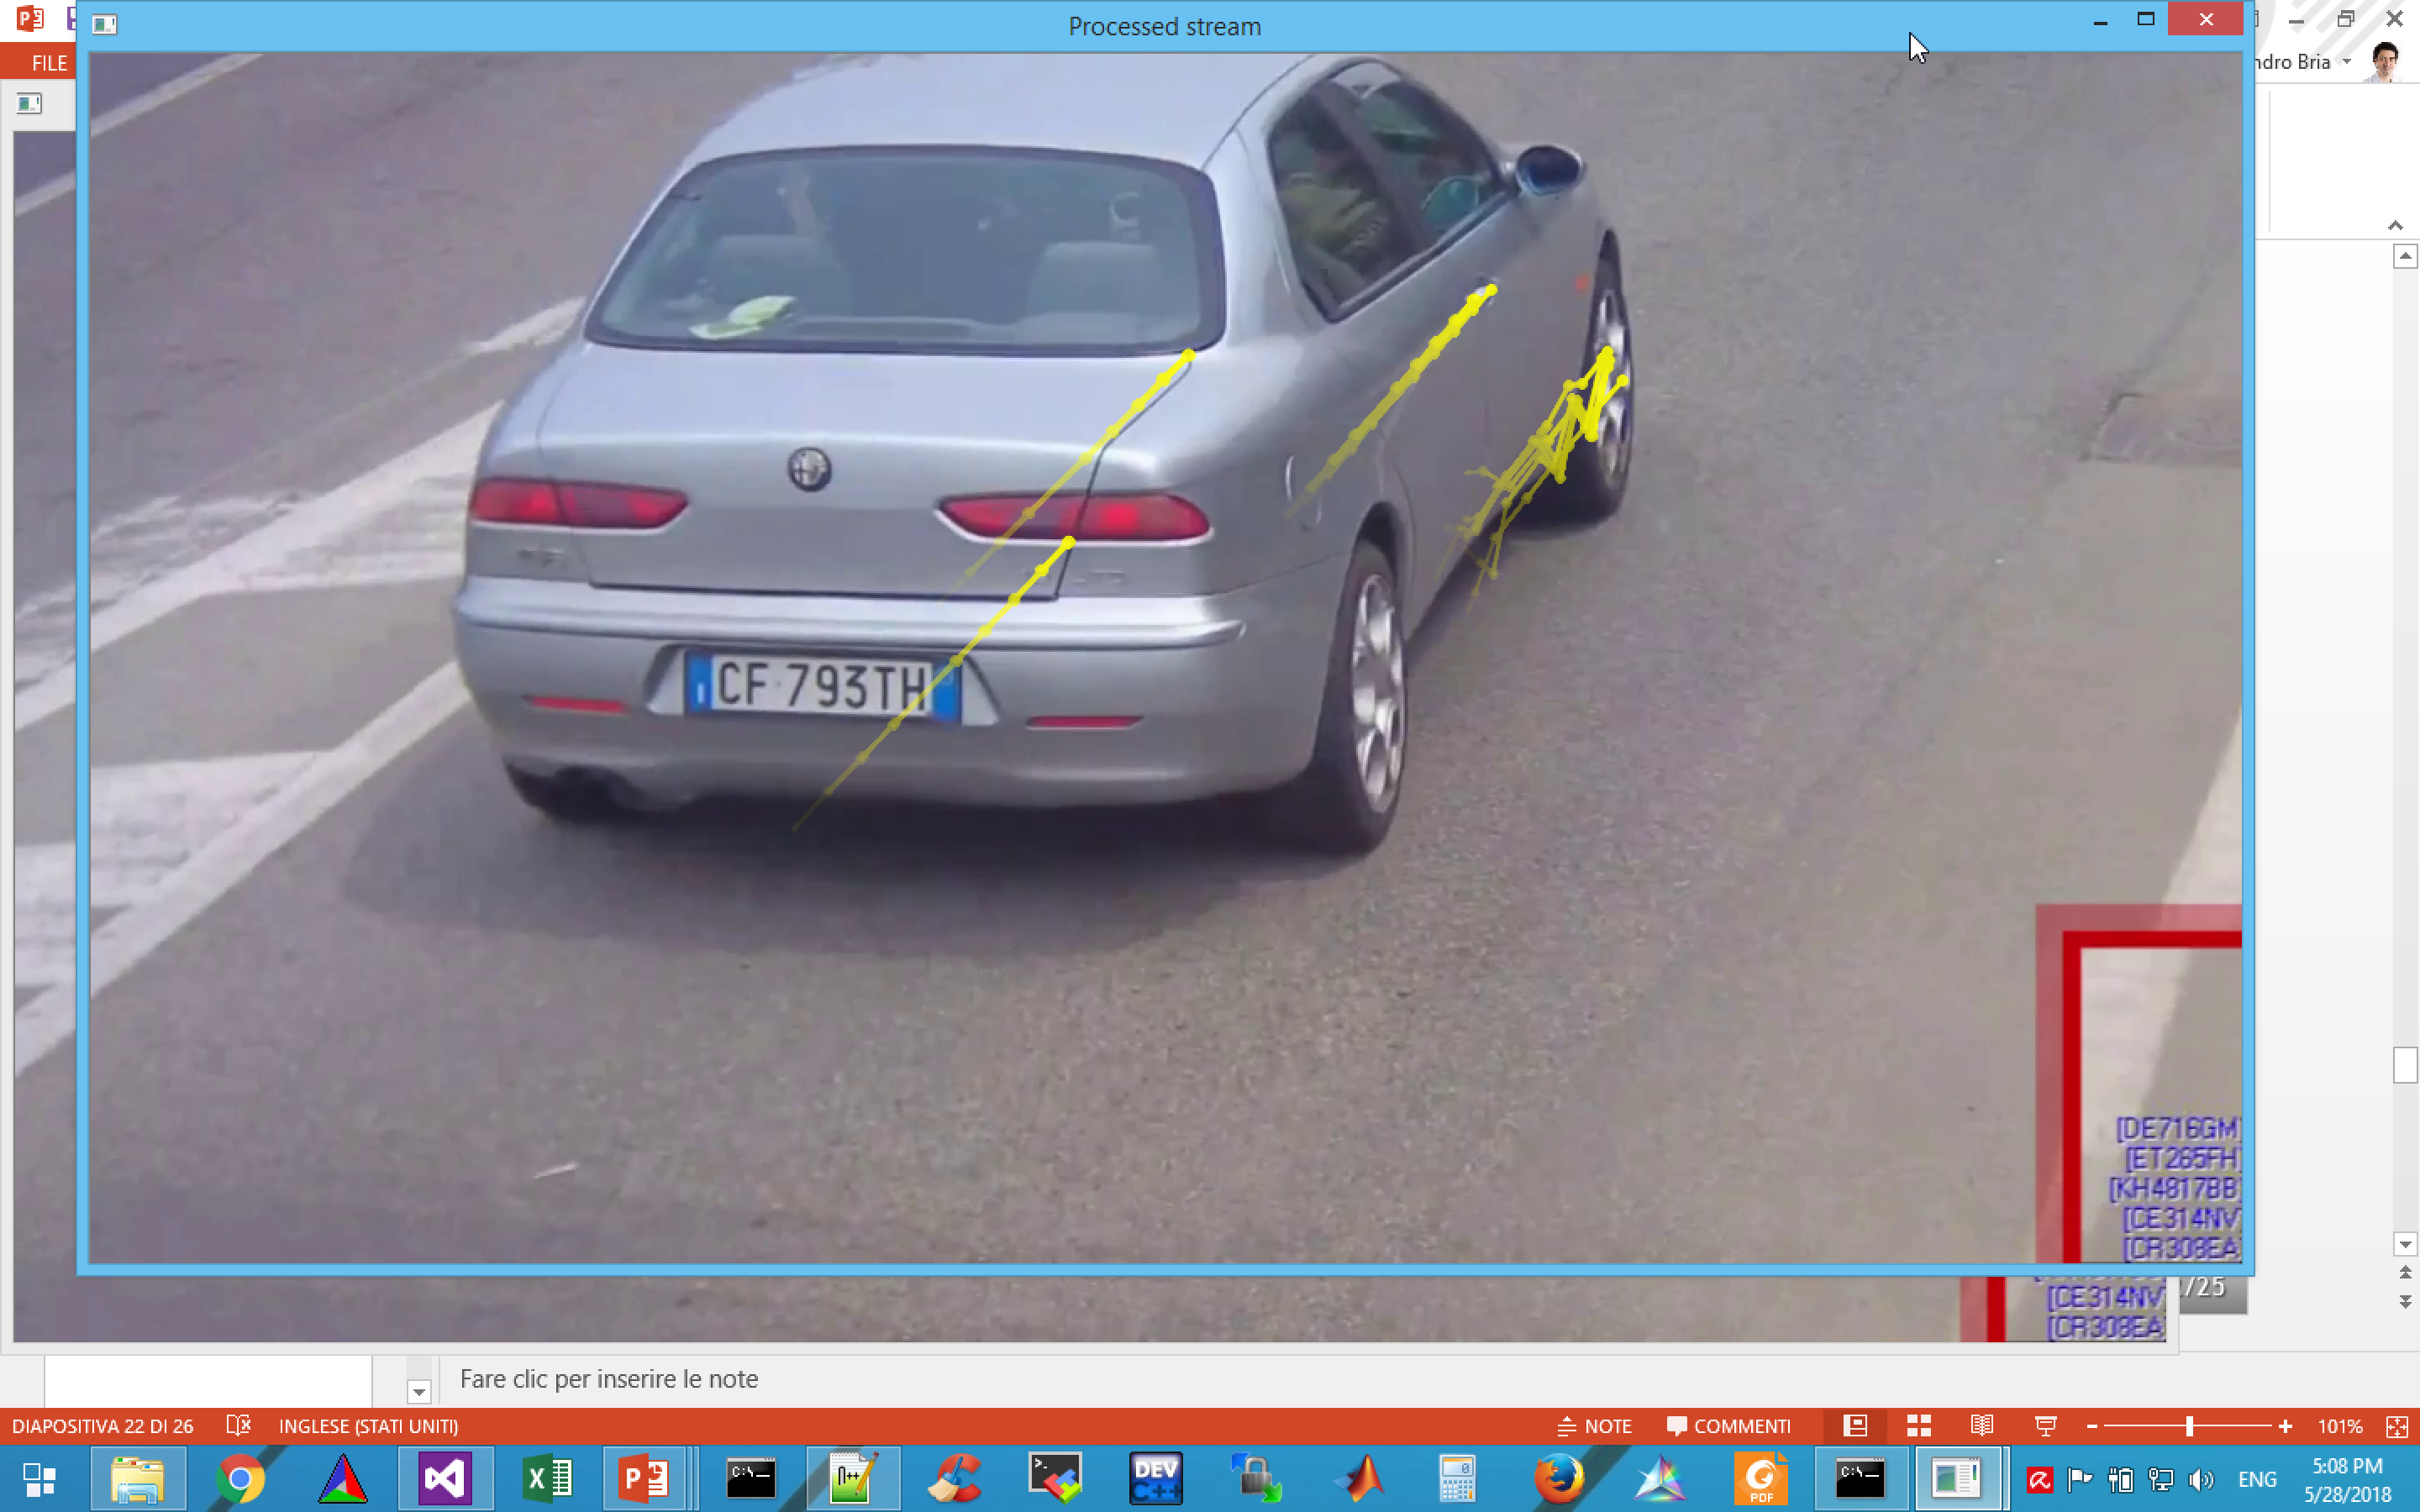 Processed stream
FILE
ndro Bria
CF 793TH
[DE716GM]
[ET265FH]
[KH4817BB]
[CE314NV]
[CR308EA]
/25
[CE314NV]
[CR308EA]
Fare clic per inserire le note
DIAPOSITIVA 22 DI 26
INGLESE (STATI UNITI)
NOTE
COMMENTI
101%
DEV
C++
PDF
ENG
5:08 PM
5/28/2018